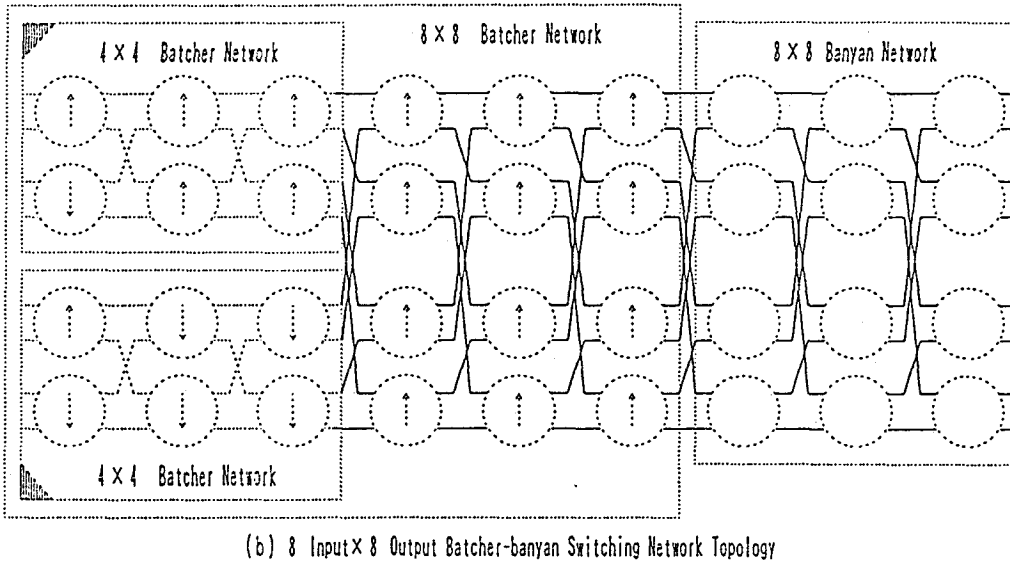 4×4 Batcher Network
8×8 Batcher Network
8×8 Banyan Network
4×4 Batcher Network
(b) 8 Input×8 Output Batcher-banyan Switching Network Topology